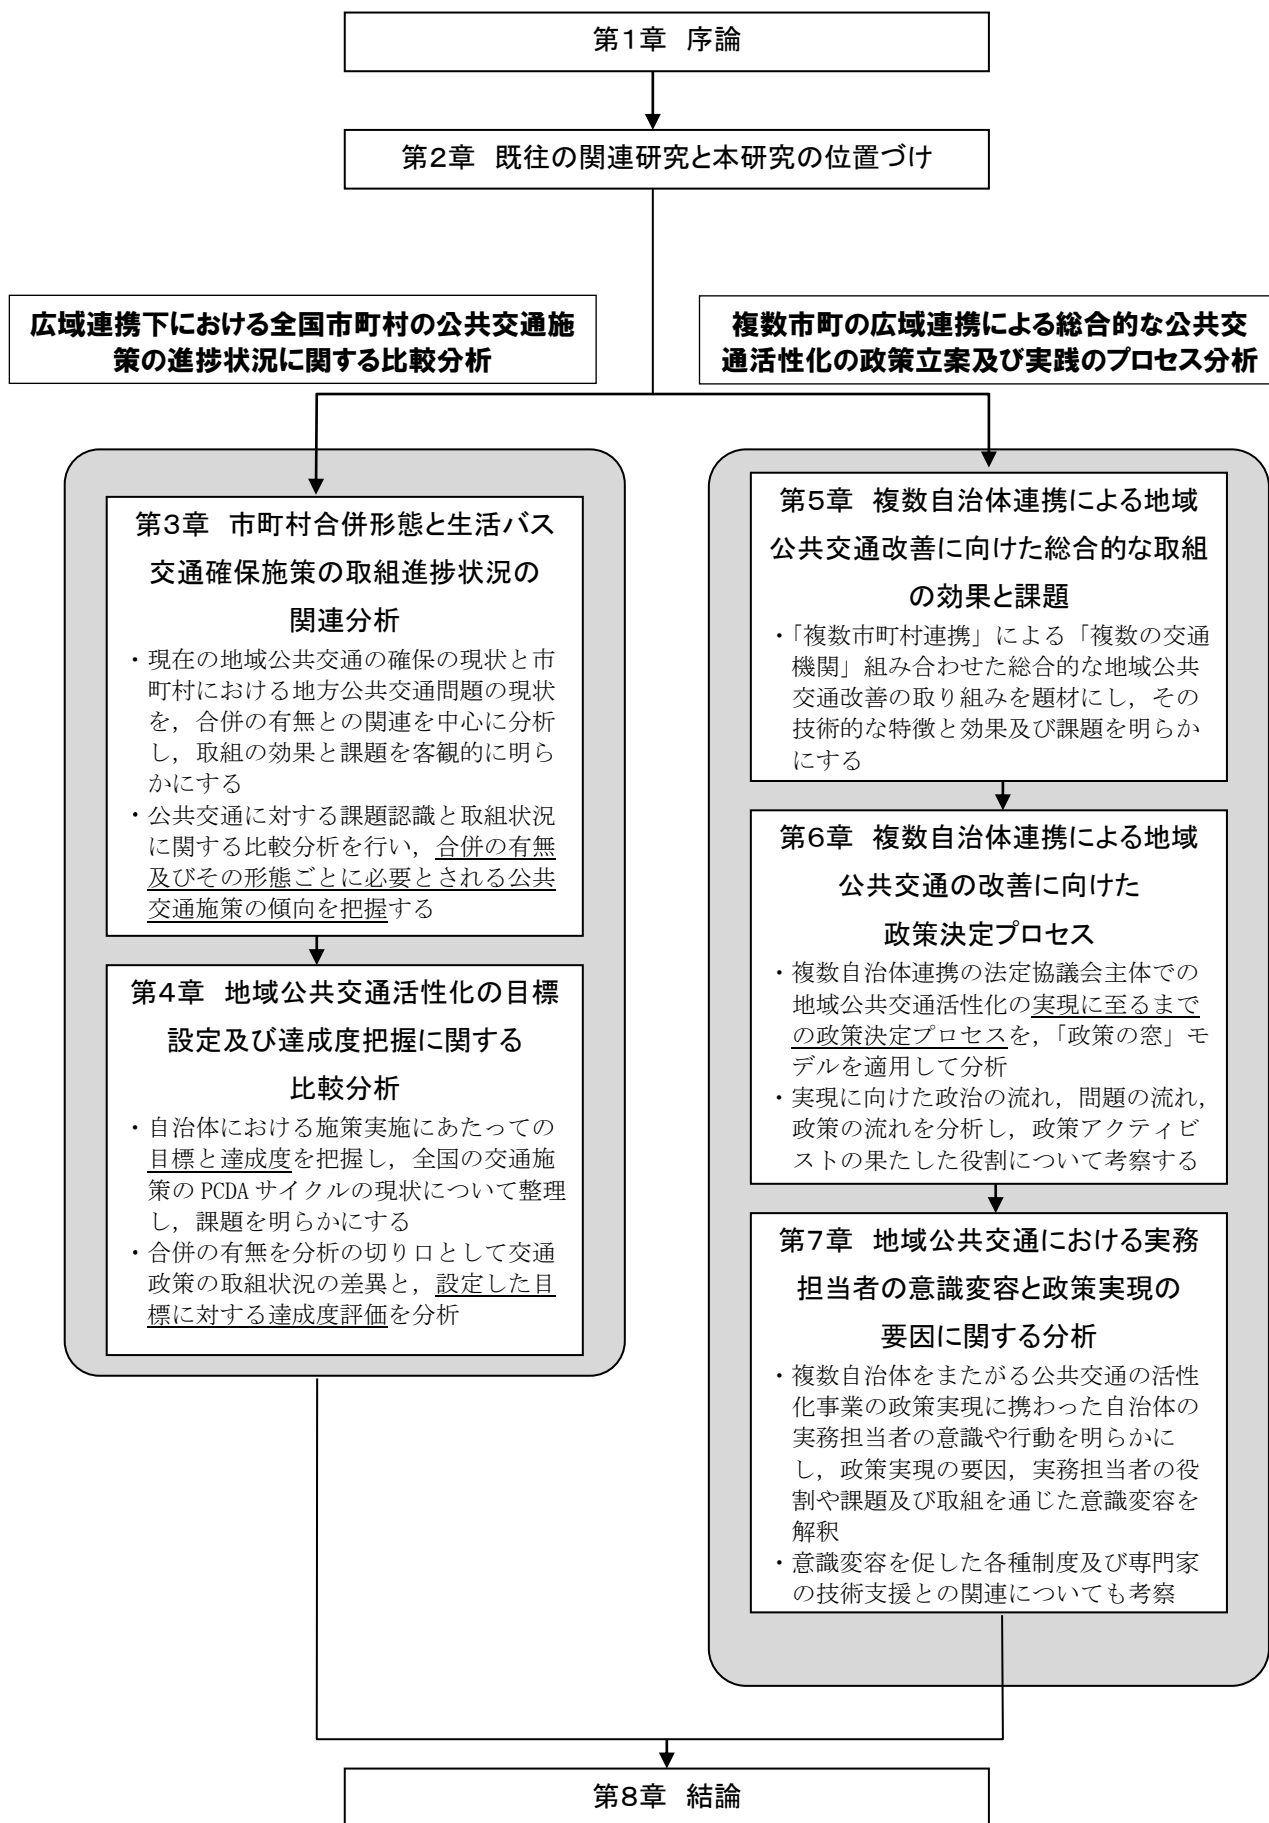 第1章 序論
第2章 既往の関連研究と本研究の位置づけ
広域連携下における全国市町村の公共交通施
策の進捗状況に関する比較分析
複数市町の広域連携による総合的な公共交
通活性化の政策立案及び実践のプロセス分析
第3章 市町村合併形態と生活バス
交通確保施策の取組進捗状況の
関連分析
・現在の地域公共交通の確保の現状と市
町村における地方公共交通問題の現状
を，合併の有無との関連を中心に分析
し，取組の効果と課題を客観的に明ら
かにする
・公共交通に対する課題認識と取組状況
に関する比較分析を行い，合併の有無
及びその形態ごとに必要とされる公共
交通施策の傾向を把握する
第4章 地域公共交通活性化の目標
設定及び達成度把握に関する
比較分析
・自治体における施策実施にあたっての
目標と達成度を把握し，全国の交通施
策の PCDA サイクルの現状について整理
し，課題を明らかにする
・合併の有無を分析の切り口として交通
政策の取組状況の差異と，設定した目
標に対する達成度評価を分析
第5章 複数自治体連携による地域
公共交通改善に向けた総合的な取組
の効果と課題
・「複数市町村連携」による「複数の交通
機関」組み合わせた総合的な地域公共
交通改善の取り組みを題材にし，その
技術的な特徴と効果及び課題を明らか
にする
第6章 複数自治体連携による地域
公共交通の改善に向けた
政策決定プロセス
・複数自治体連携の法定協議会主体での
地域公共交通活性化の実現に至るまで
の政策決定プロセスを，「政策の窓」モ
デルを適用して分析
・実現に向けた政治の流れ，問題の流れ，
政策の流れを分析し，政策アクティビ
ストの果たした役割について考察する
第7章 地域公共交通における実務
担当者の意識変容と政策実現の
要因に関する分析
・複数自治体をまたがる公共交通の活性
化事業の政策実現に携わった自治体の
実務担当者の意識や行動を明らかに
し，政策実現の要因，実務担当者の役
割や課題及び取組を通じた意識変容を
解釈
・意識変容を促した各種制度及び専門家
の技術支援との関連についても考察
第8章 結論